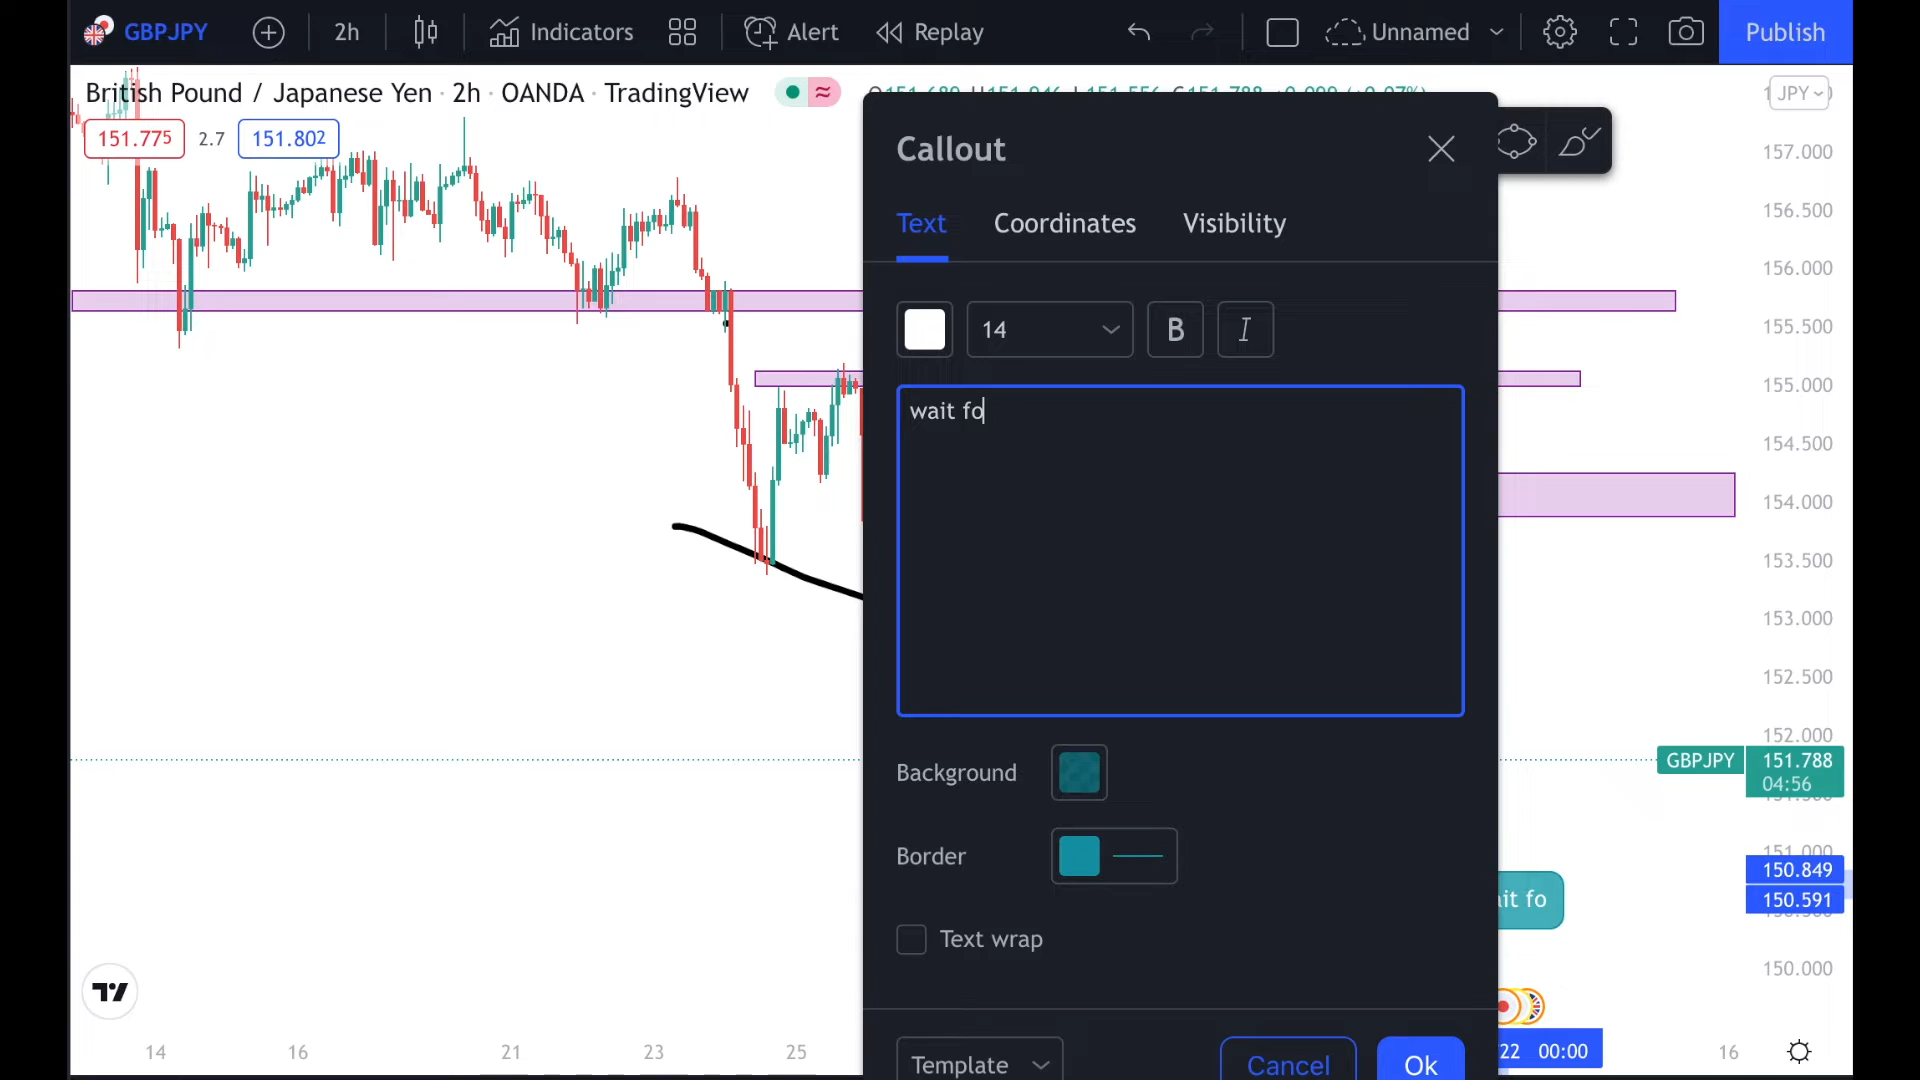 GBPJPY 2h Indicators Alert Replay Unnamed Publish
British Pound / Japanese Yen · 2h · OANDA · TradingView
JPY
151.775 2.7 151.802
Callout
Text Coordinates Visibility
14 B I
wait fo
Background
Border
Text wrap
Template Cancel Ok
157.000
156.500
156.000
155.500
155.000
154.500
154.000
153.500
153.000
152.500
152.000
GBPJPY 151.788
04:56
151.000
150.849
150.591
150.000
it fo
14 16 21 23 25 22 00:00 16